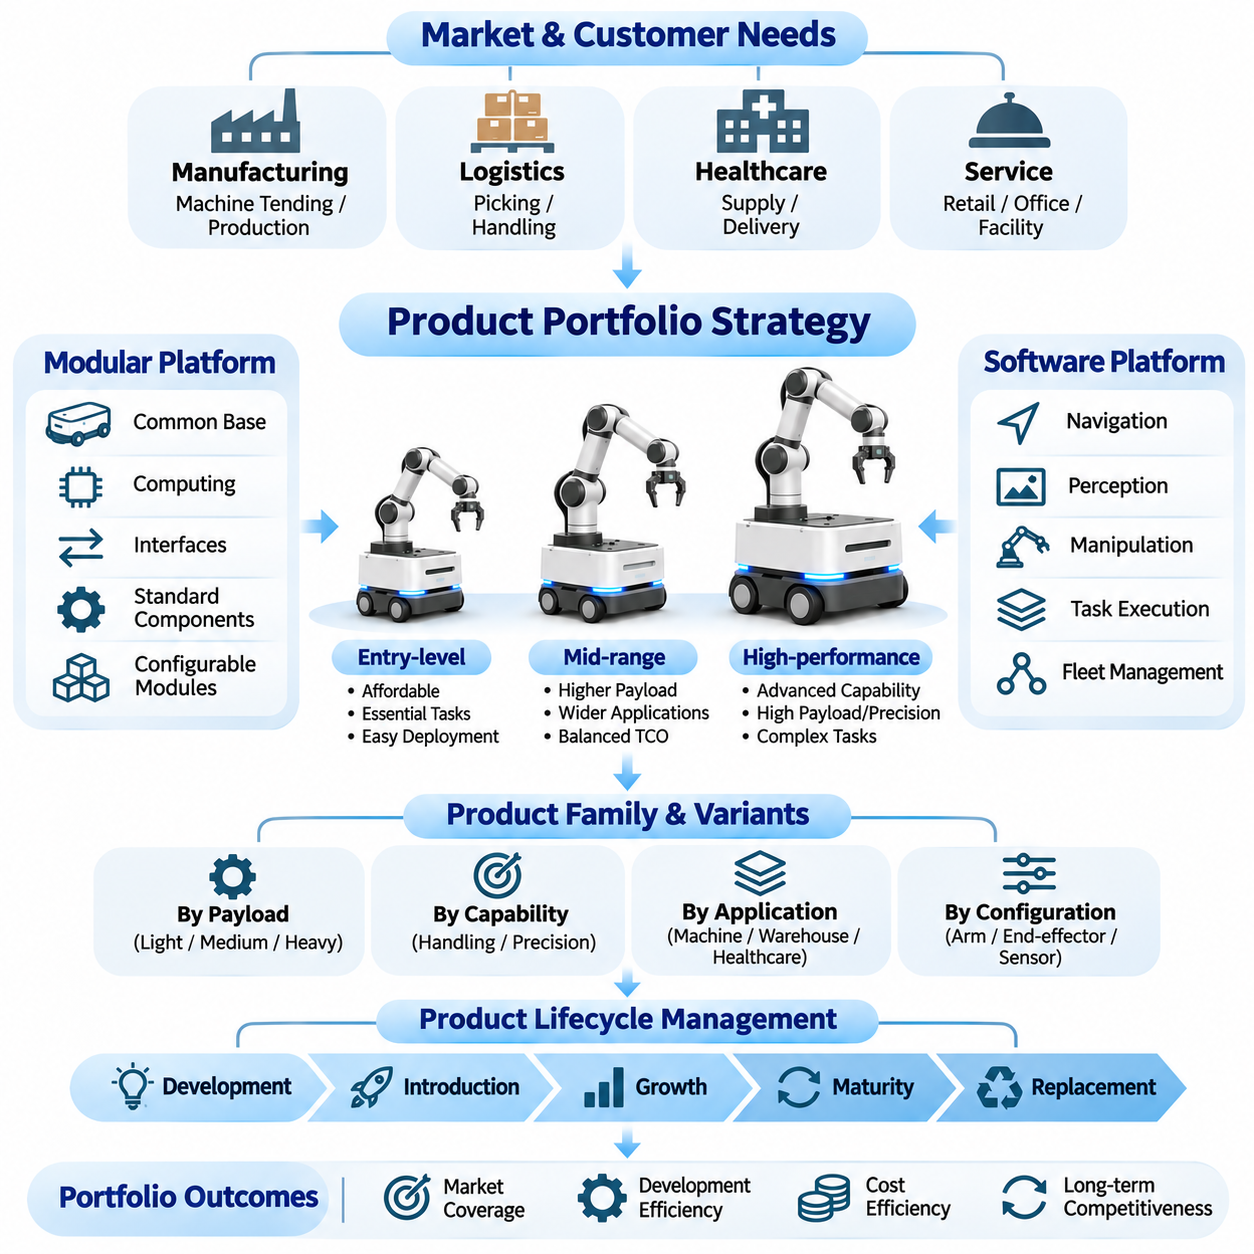 Market & Customer Needs
Manufacturing
Machine Tending /
Production
Logistics
Picking /
Handling
Healthcare
Supply /
Delivery
Service
Retail / Office /
Facility
Product Portfolio Strategy
Modular Platform
Common Base
Computing
Interfaces
Standard
Components
Configurable
Modules
Entry-level
• Affordable
• Essential Tasks
• Easy Deployment
Mid-range
• Higher Payload
• Wider Applications
• Balanced TCO
High-performance
• Advanced Capability
• High Payload/Precision
• Complex Tasks
Software Platform
Navigation
Perception
Manipulation
Task Execution
Fleet Management
Product Family & Variants
By Payload
(Light / Medium / Heavy)
By Capability
(Handling / Precision)
By Application
(Machine / Warehouse /
Healthcare)
By Configuration
(Arm / End-effector /
Sensor)
Product Lifecycle Management
Development
Introduction
Growth
Maturity
Replacement
Portfolio Outcomes
Market
Coverage
Development
Efficiency
Cost
Efficiency
Long-term
Competitiveness